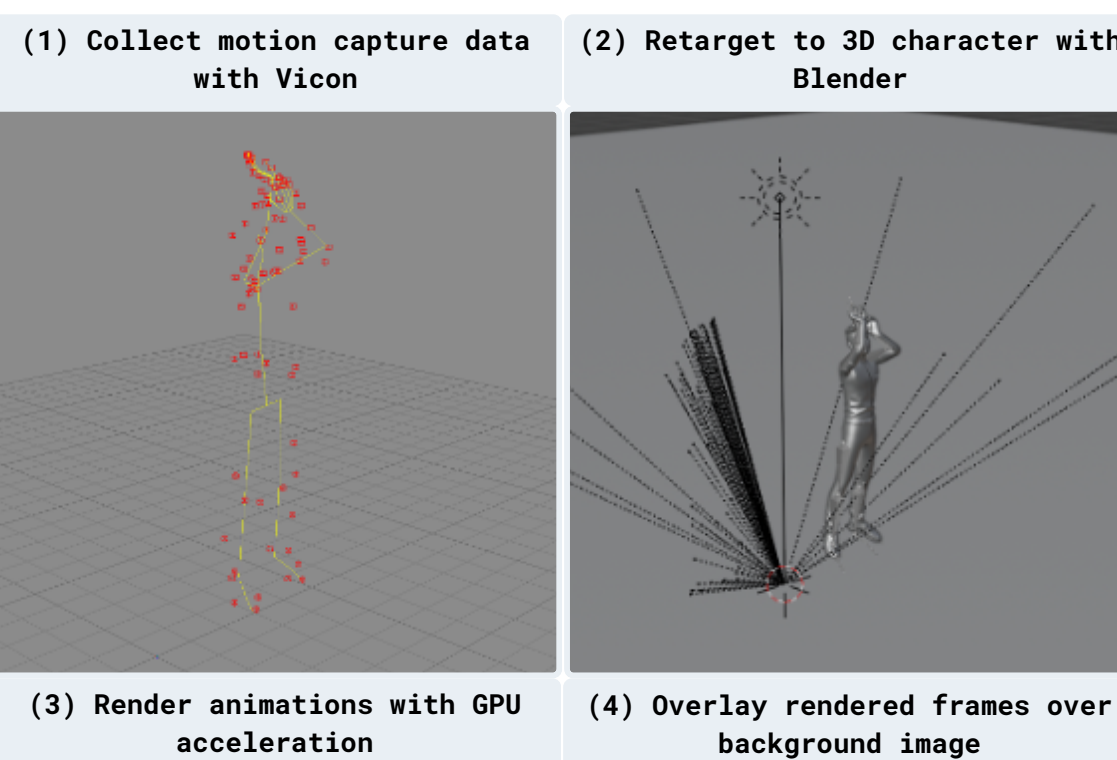 (1) Collect motion capture data
with Vicon
(2) Retarget to 3D character with
Blender
(3) Render animations with GPU
acceleration
(4) Overlay rendered frames over
background image